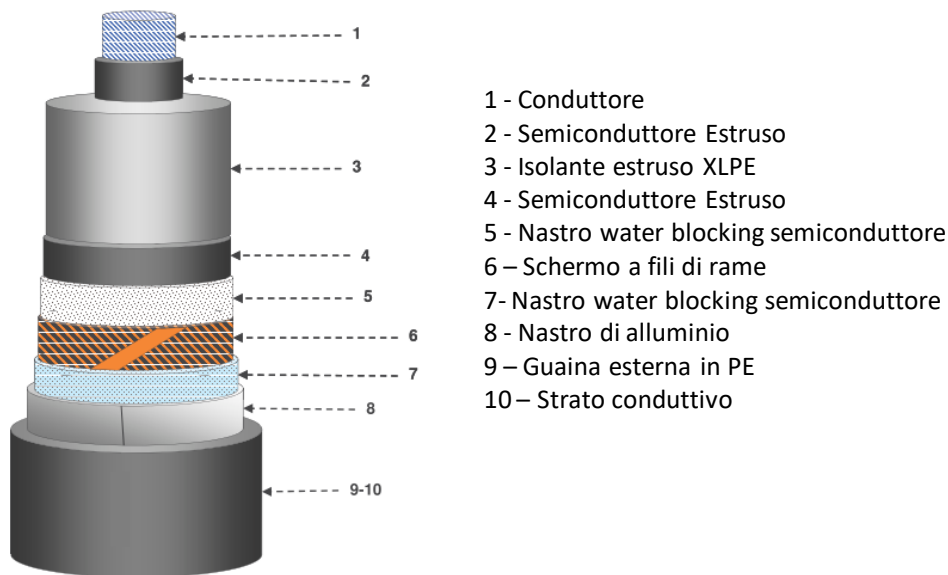 1
2
3
4
5
6
7
8
9-10
1 - Conduttore
2 - Semiconduttore Estruso
3 - Isolante estruso XLPE
4 - Semiconduttore Estruso
5 - Nastro water blocking semiconduttore
6 – Schermo a fili di rame
7- Nastro water blocking semiconduttore
8 - Nastro di alluminio
9 – Guaina esterna in PE
10 – Strato conduttivo